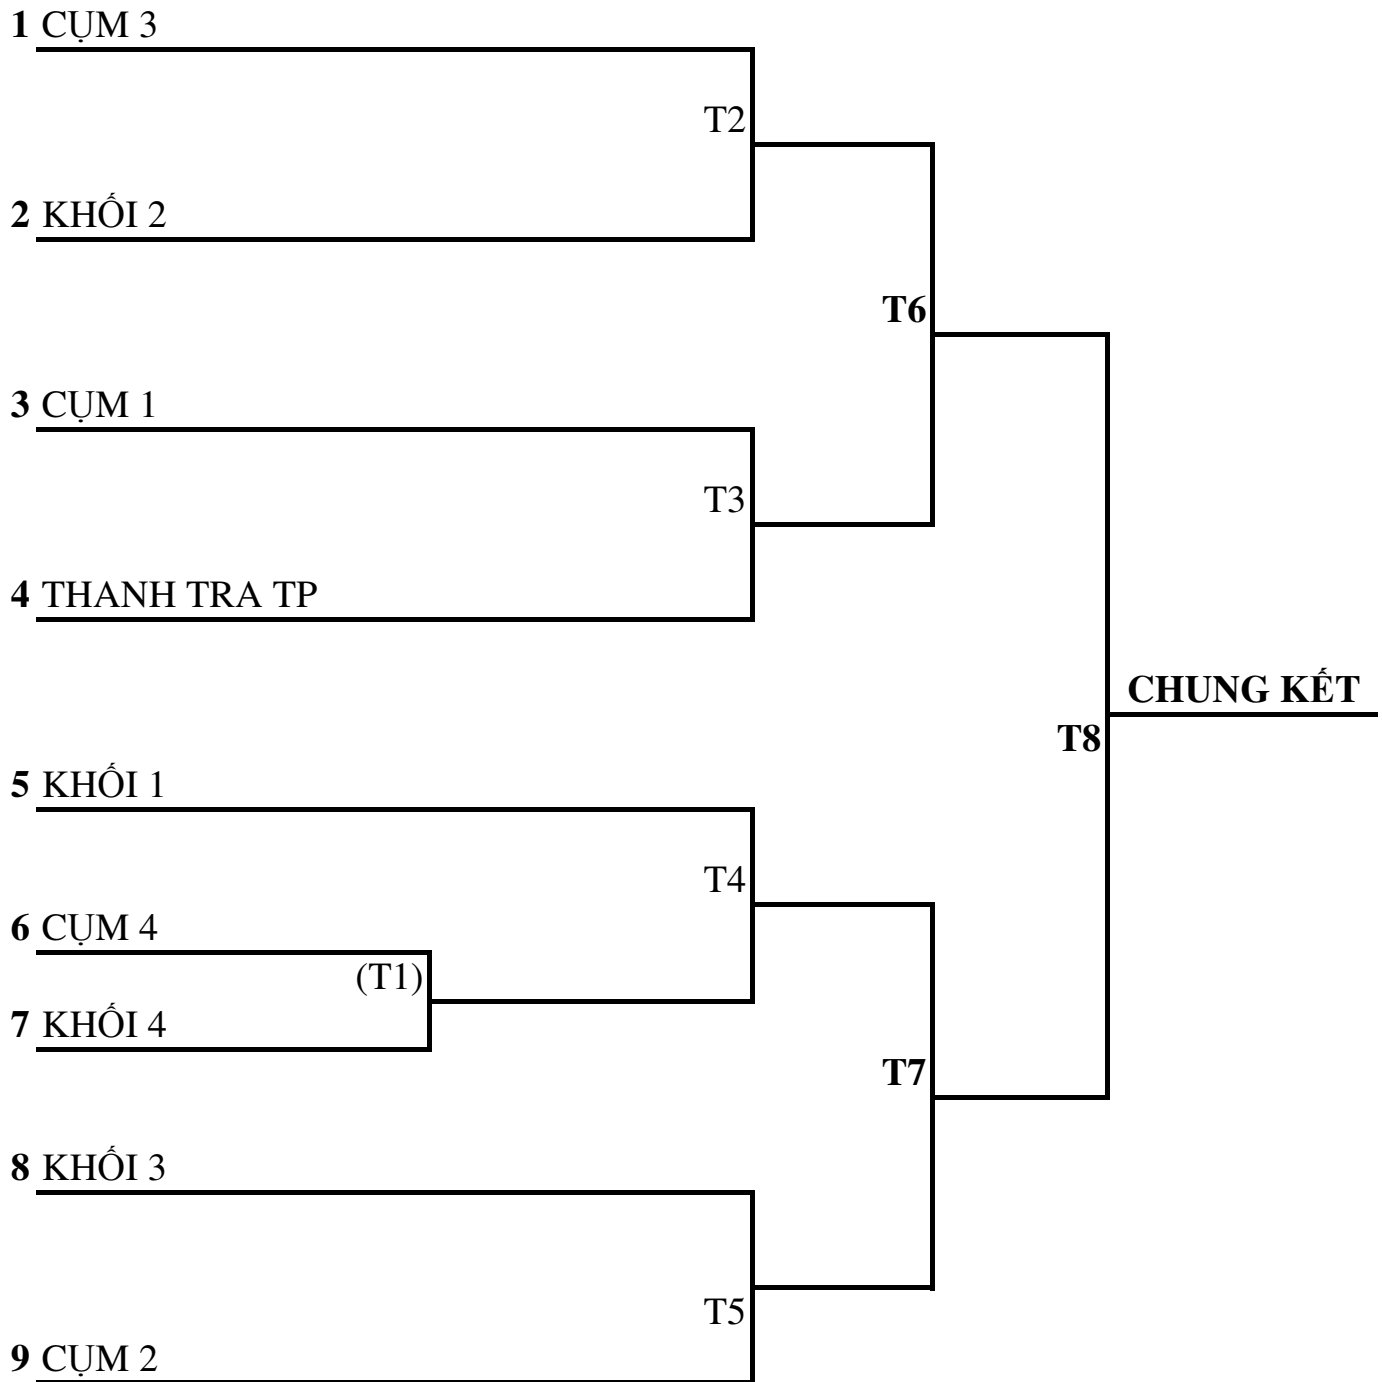 1 CỤM 3
T2
2 KHỐI 2
T6
3 CỤM 1
T3
4 THANH TRA TP
CHUNG KẾT
T8
5 KHỐI 1
T4
6 CỤM 4
(T1)
7 KHỐI 4
T7
8 KHỐI 3
T5
9 CỤM 2